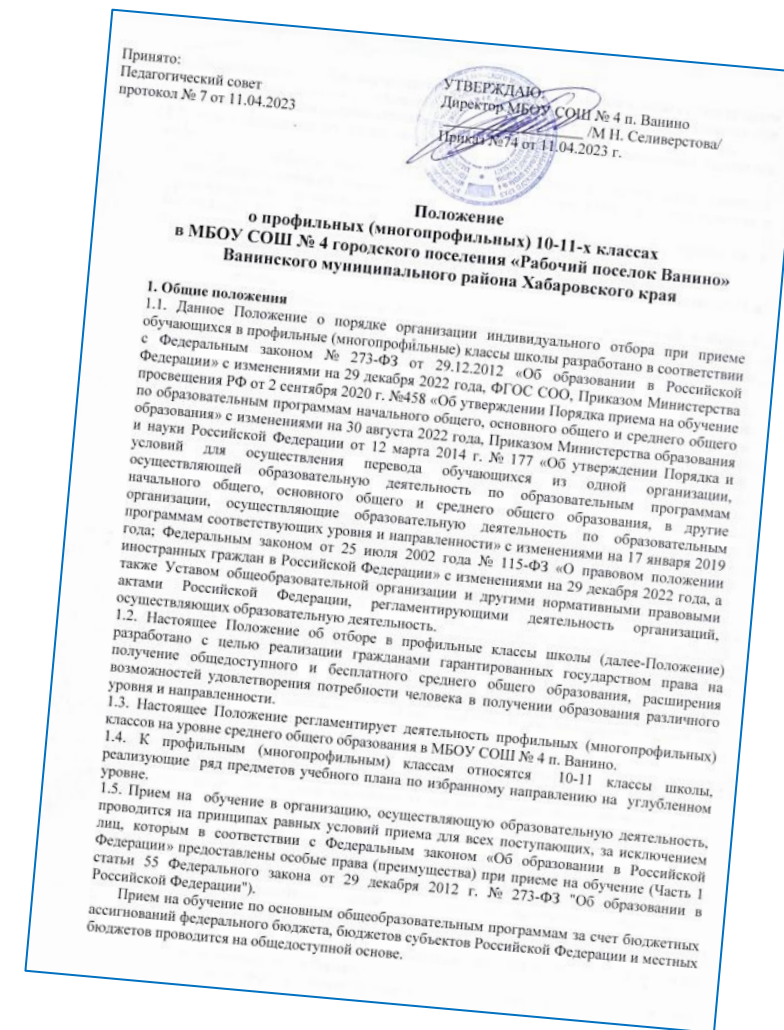 Принято:
Педагогический совет
протокол № 7 от 11.04.2023
УТВЕРЖДАЮ:
Директор МБОУ СОШ № 4 п. Ванино
/М Н. Селиверстова/
Приказ №74 от 11.04.2023 г.
Положение
о профильных (многопрофильных) 10-11-х классах
в МБОУ СОШ № 4 городского поселения «Рабочий поселок Ванино»
Ванинского муниципального района Хабаровского края
1. Общие положения
1.1. Данное Положение о порядке организации индивидуального отбора при приеме
обучающихся в профильные (многопрофильные) классы школы разработано в соответствии
с Федеральным законом № 273-ФЗ от 29.12.2012 «Об образовании в Российской
Федерации» с изменениями на 29 декабря 2022 года, ФГОС СОО, Приказом Министерства
просвещения РФ от 2 сентября 2020 г. №458 «Об утверждении Порядка приема на обучение
по образовательным программам начального общего, основного общего и среднего общего
образования» с изменениями на 30 августа 2022 года, Приказом Министерства образования
и науки Российской Федерации от 12 марта 2014 г. № 177 «Об утверждении Порядка и
условий для осуществления перевода обучающихся из одной организации,
осуществляющей образовательную деятельность по образовательным программам
начального общего, основного общего и среднего общего образования, в другие
организации, осуществляющие образовательную деятельность по образовательным
программам соответствующих уровня и направленности» с изменениями на 17 января 2019
года; Федеральным законом от 25 июля 2002 года № 115-ФЗ «О правовом положении
иностранных граждан в Российской Федерации» с изменениями на 29 декабря 2022 года, а
также Уставом общеобразовательной организации и другими нормативными правовыми
актами Российской Федерации, регламентирующими деятельность организаций,
осуществляющих образовательную деятельность.
1.2. Настоящее Положение об отборе в профильные классы школы (далее-Положение)
разработано с целью реализации гражданами гарантированных государством права на
получение общедоступного и бесплатного среднего общего образования, расширения
возможностей удовлетворения потребности человека в получении образования различного
уровня и направленности.
1.3. Настоящее Положение регламентирует деятельность профильных (многопрофильных)
классов на уровне среднего общего образования в МБОУ СОШ № 4 п. Ванино.
1.4. К профильным (многопрофильным) классам относятся 10-11 классы школы,
реализующие ряд предметов учебного плана по избранному направлению на углубленном
уровне.
1.5. Прием на обучение в организацию, осуществляющую образовательную деятельность,
проводится на принципах равных условий приема для всех поступающих, за исключением
лиц, которым в соответствии с Федеральным законом «Об образовании в Российской
Федерации» предоставлены особые права (преимущества) при приеме на обучение (Часть 1
статьи 55 Федерального закона от 29 декабря 2012 г. № 273-ФЗ "Об образовании в
Российской Федерации").
Прием на обучение по основным общеобразовательным программам за счет бюджетных
ассигнований федерального бюджета, бюджетов субъектов Российской Федерации и местных
бюджетов проводится на общедоступной основе.